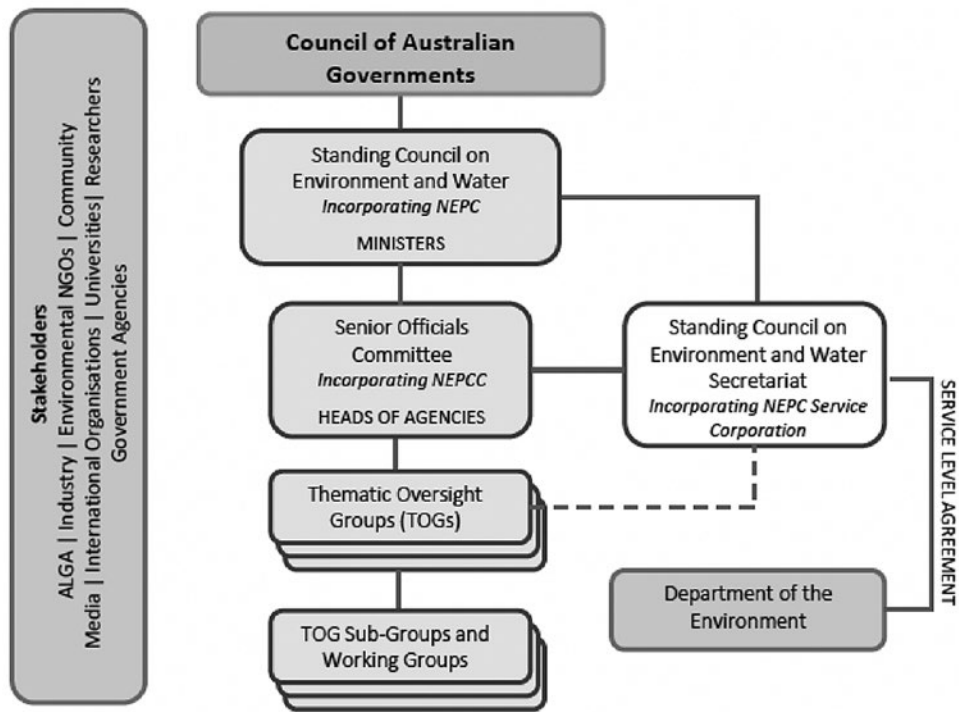 Stakeholders
ALGA | Industry | Environmental NGOs | Community
Media | International Organisations | Universities| Researchers
Government Agencies
Council of Australian
Governments
Standing Council on
Environment and Water
Incorporating NEPC
MINISTERS
Senior Officials
Committee
Incorporating NEPCC
HEADS OF AGENCIES
Standing Council on
Environment and Water
Secretariat
Incorporating NEPC Service
Corporation
SERVICE LEVEL AGREEMENT
Thematic Oversight
Groups (TOGs)
Department of the
Environment
TOG Sub-Groups and
Working Groups